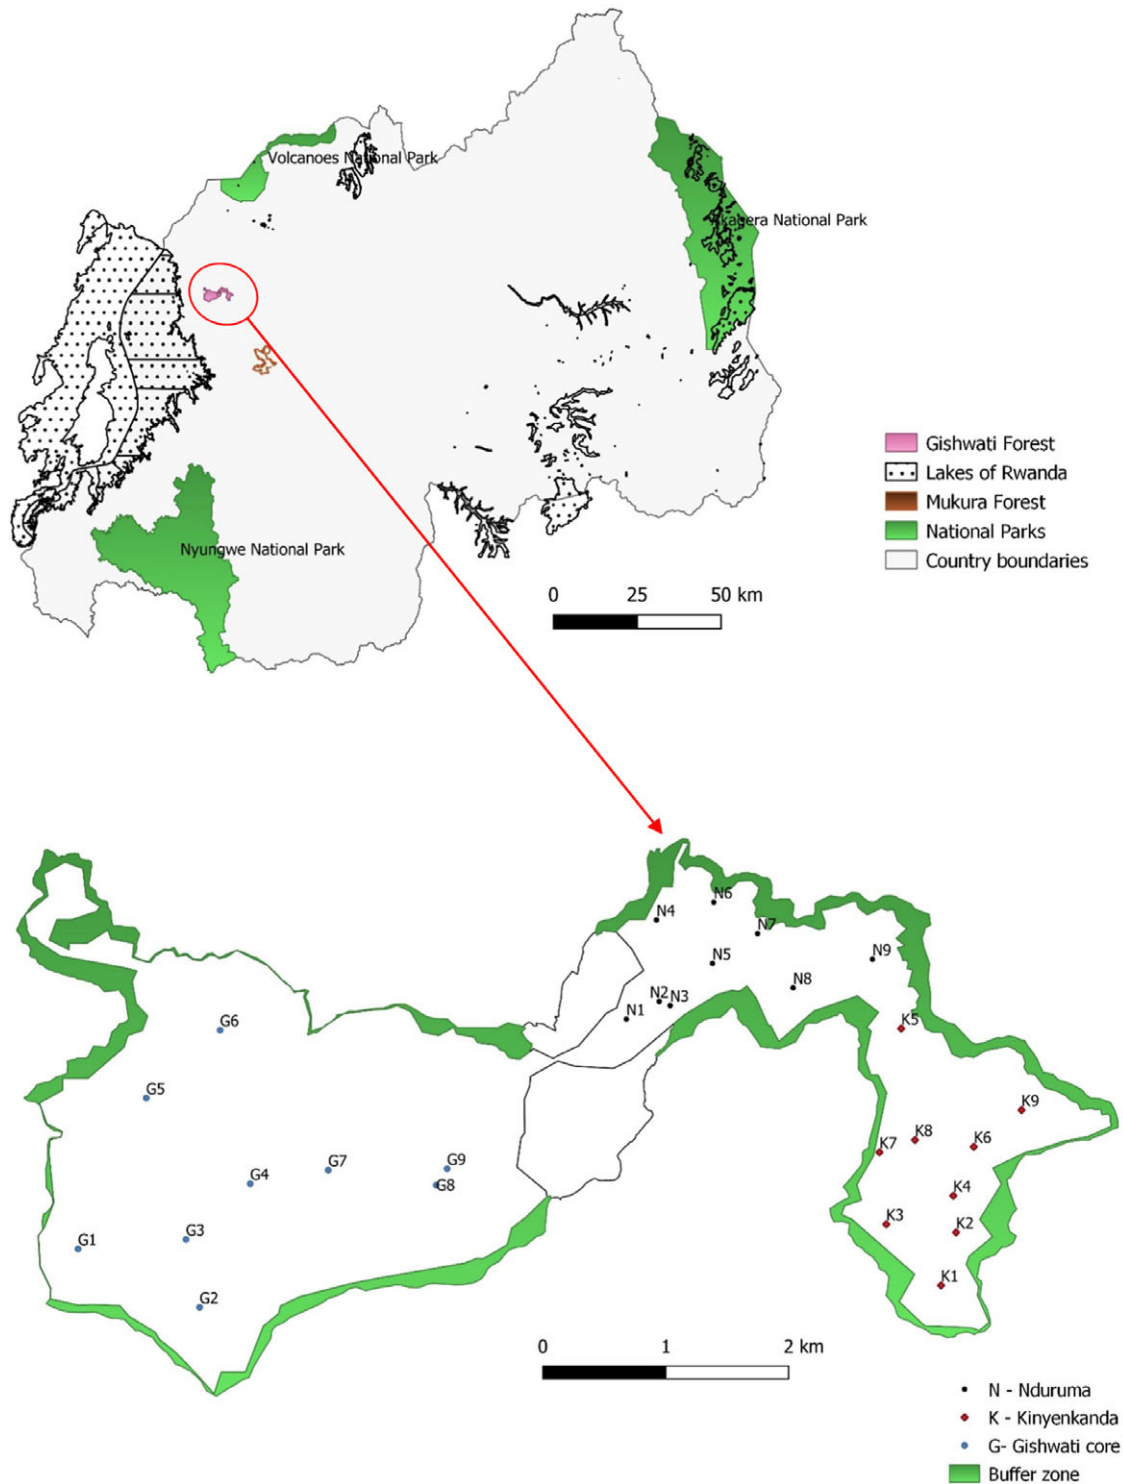 Volcanoes National Park
Akagera National Park
Nyungwe National Park
Gishwati Forest
Lakes of Rwanda
Mukura Forest
National Parks
Country boundaries
0 25 50 km
N6
N4
N7
N5
N9
N8
N2
N3
N1
G6
K5
G5
K9
K8
K6
K7
G9
G7
G4
G8
K4
K3
K2
G3
G1
K1
G2
0 1 2 km
N - Nduruma
K - Kinyenkanda
G- Gishwati core
Buffer zone